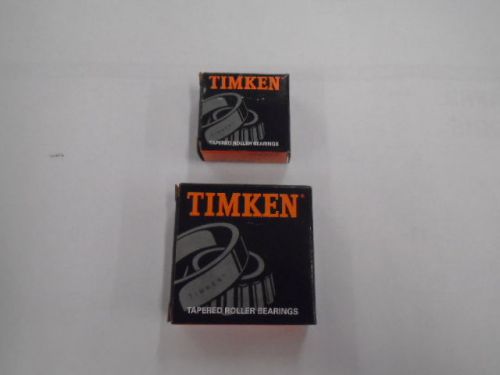 TIMKEN
TAPERED ROLLER BEARINGS
TIMKEN®
TIMKEN
TAPERED ROLLER BEARINGS